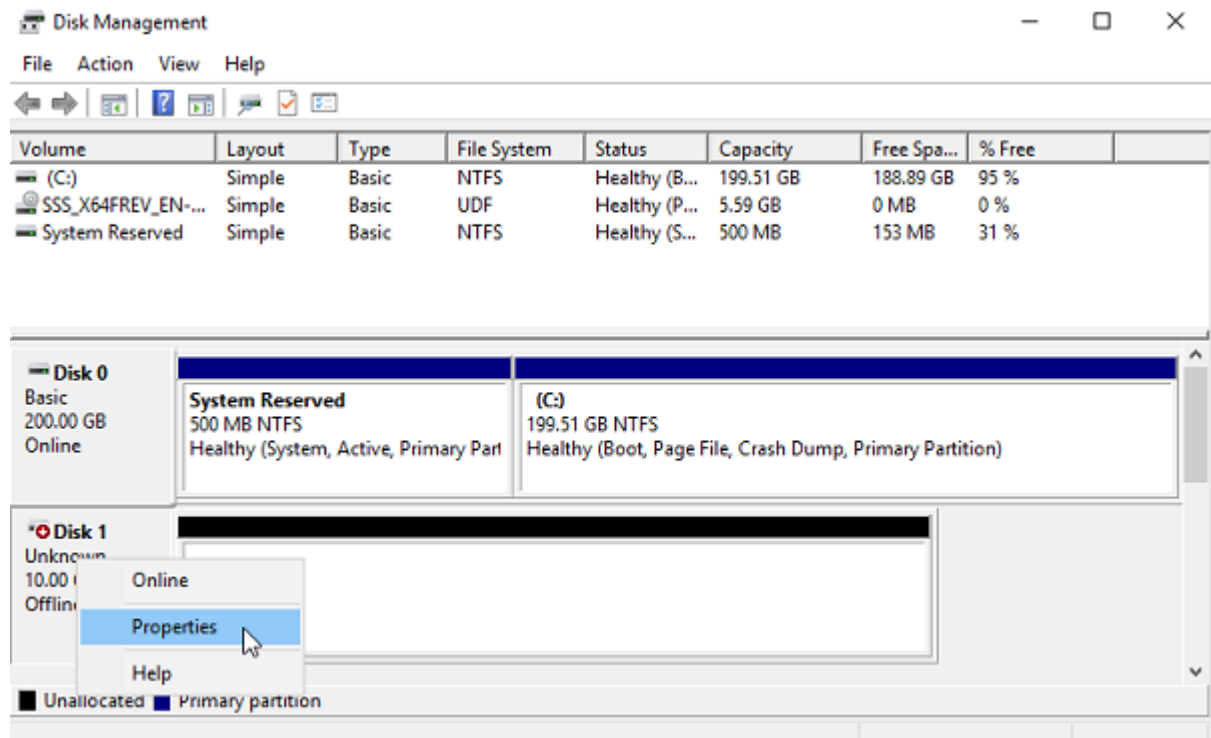 Disk Management
File Action View Help
Volume Layout Type File System Status Capacity Free Spa... % Free
(C:) Simple Basic NTFS Healthy (B... 199.51 GB 188.89 GB 95 %
SSS_X64FREV_EN-... Simple Basic UDF Healthy (P... 5.59 GB 0 MB 0 %
System Reserved Simple Basic NTFS Healthy (S... 500 MB 153 MB 31 %
Disk 0
Basic
200.00 GB
Online
System Reserved
500 MB NTFS
Healthy (System, Active, Primary Part
(C:)
199.51 GB NTFS
Healthy (Boot, Page File, Crash Dump, Primary Partition)
Disk 1
Unknown
10.00
Offlin
Online
Properties
Help
Unallocated Primary partition